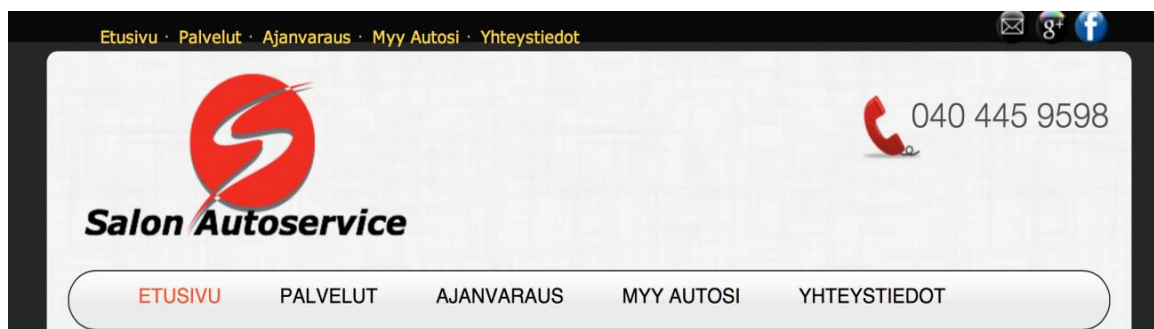 Etusivu · Palvelut · Ajanvaraus · Myy Autosi · Yhteystiedot
g+ f
040 445 9598
Salon Autoservice
ETUSIVU PALVELUT AJANVARAUS MYY AUTOSI YHTEYSTIEDOT